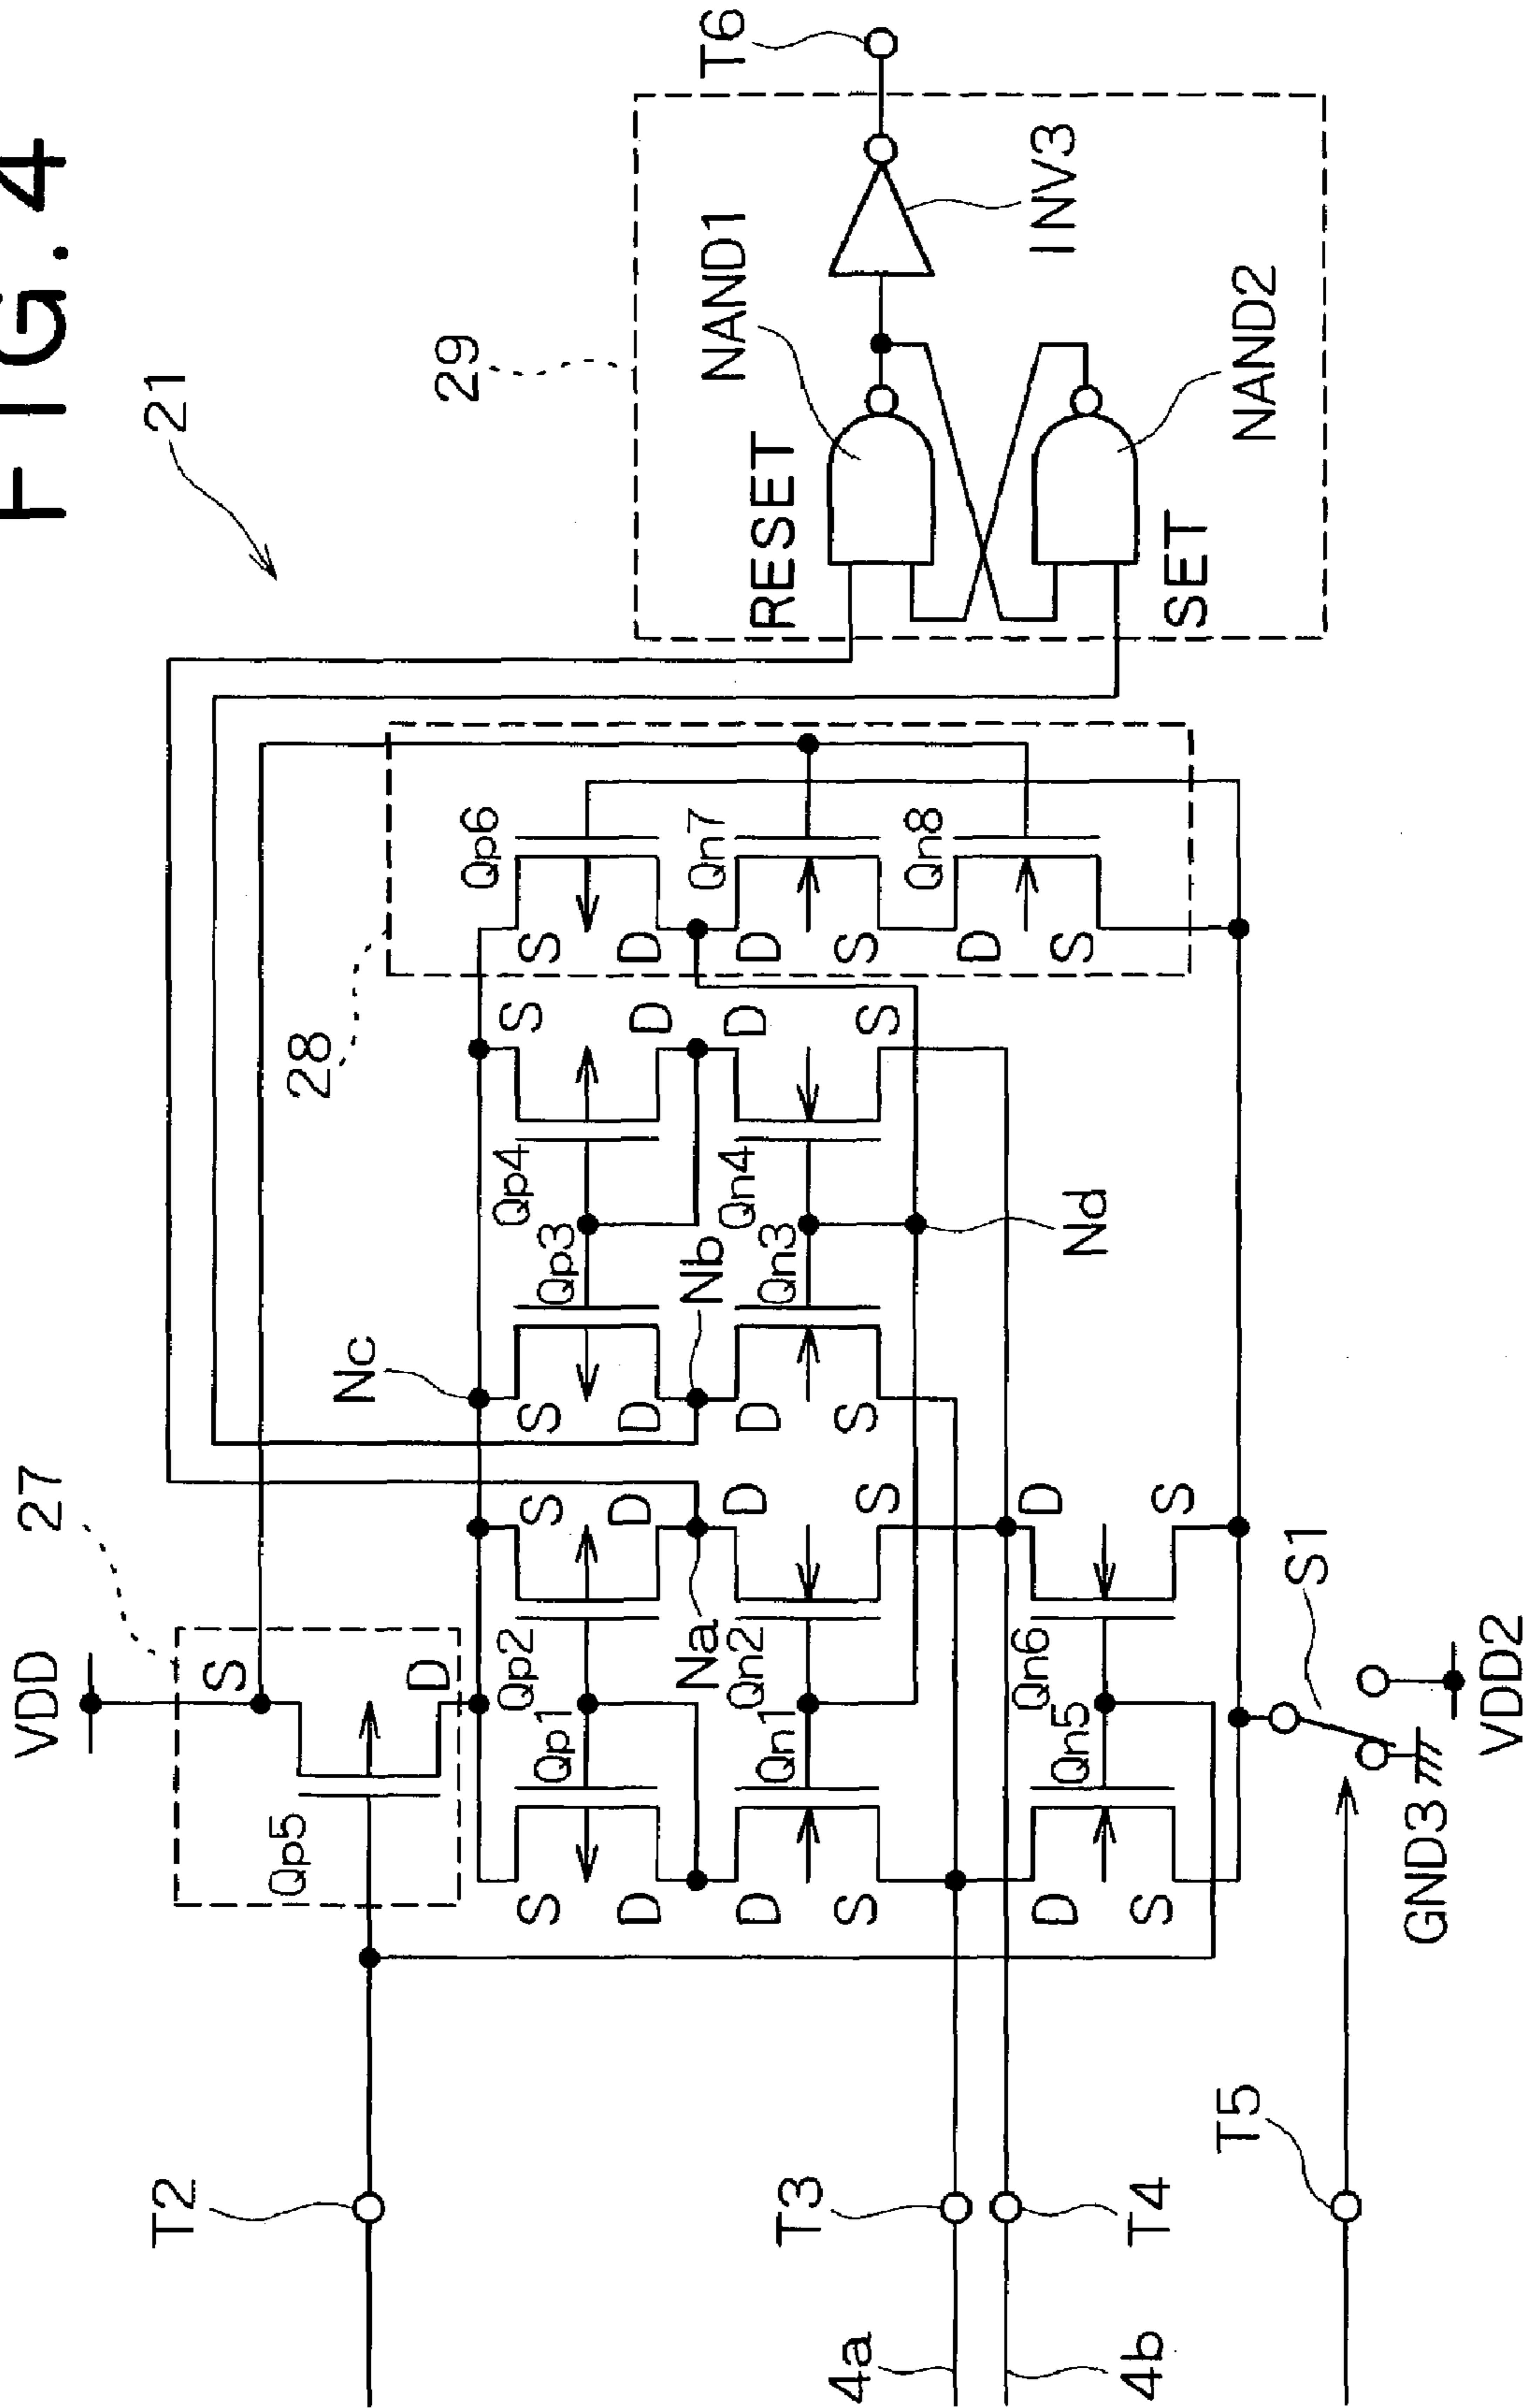 FIG. 4
21
VDD
27
S
D
Qp5
T2
Nc
28
29
RESET
NAND1
T6
INV3
NAND2
SET
S
D
Qp1
Qp2
S
D
S
D
Qp3
Qp4
S
D
Qp6
S
D
Na
Nb
D
S
Qn1
Qn2
D
S
D
S
Qn3
Qn4
D
S
Qn7
D
S
Qn8
D
S
Nd
T3
T4
4a
4b
D
S
Qn5
Qn6
D
S
T5
S1
GND3
VDD2